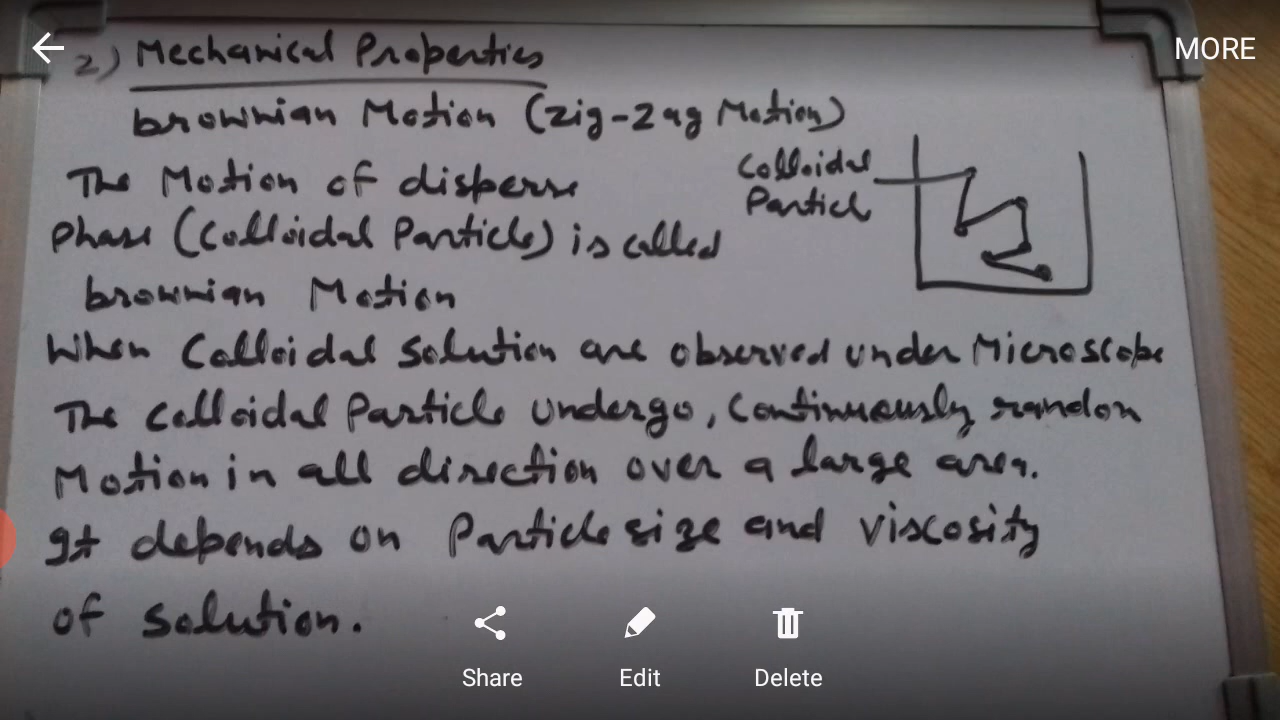 MORE
2) Mechanical Properties
brownian Motion (zig-zag Motion)
Colloidal
Particle
The Motion of disperse
Phase (Colloidal Particle) is called
brownian Motion
When Colloidal Solution are observed under Microscope
The Colloidal Particle undergo, Continuously random
Motion in all direction over a large area.
It depends on Particle size and viscosity
of solution.
Share Edit Delete